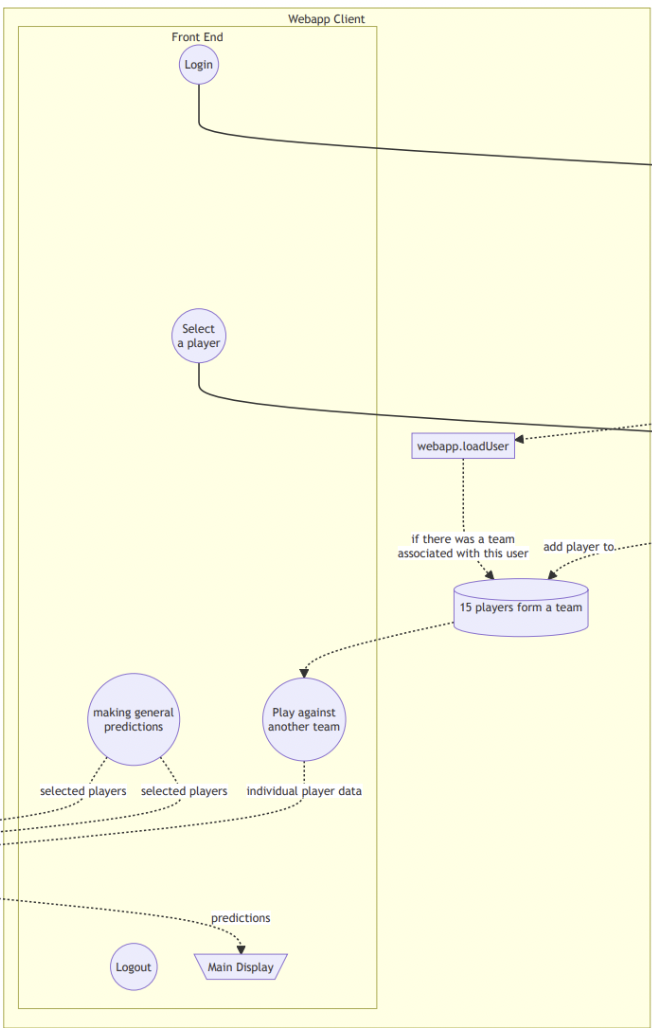 Webapp Client
Front End
Login
Select
a player
webapp.loadUser
if there was a team
associated with this user
add player to
15 players form a team
making general
predictions
Play against
another team
selected players
selected players
individual player data
predictions
Logout
Main Display